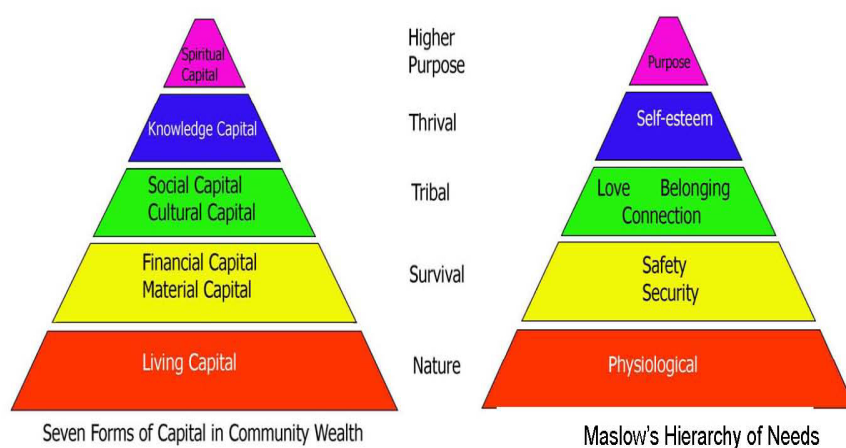 Spiritual
Capital
Knowledge Capital
Social Capital
Cultural Capital
Financial Capital
Material Capital
Living Capital
Seven Forms of Capital in Community Wealth
Higher
Purpose
Thrival
Tribal
Survival
Nature
Purpose
Self-esteem
Love Belonging
Connection
Safety
Security
Physiological
Maslow's Hierarchy of Needs